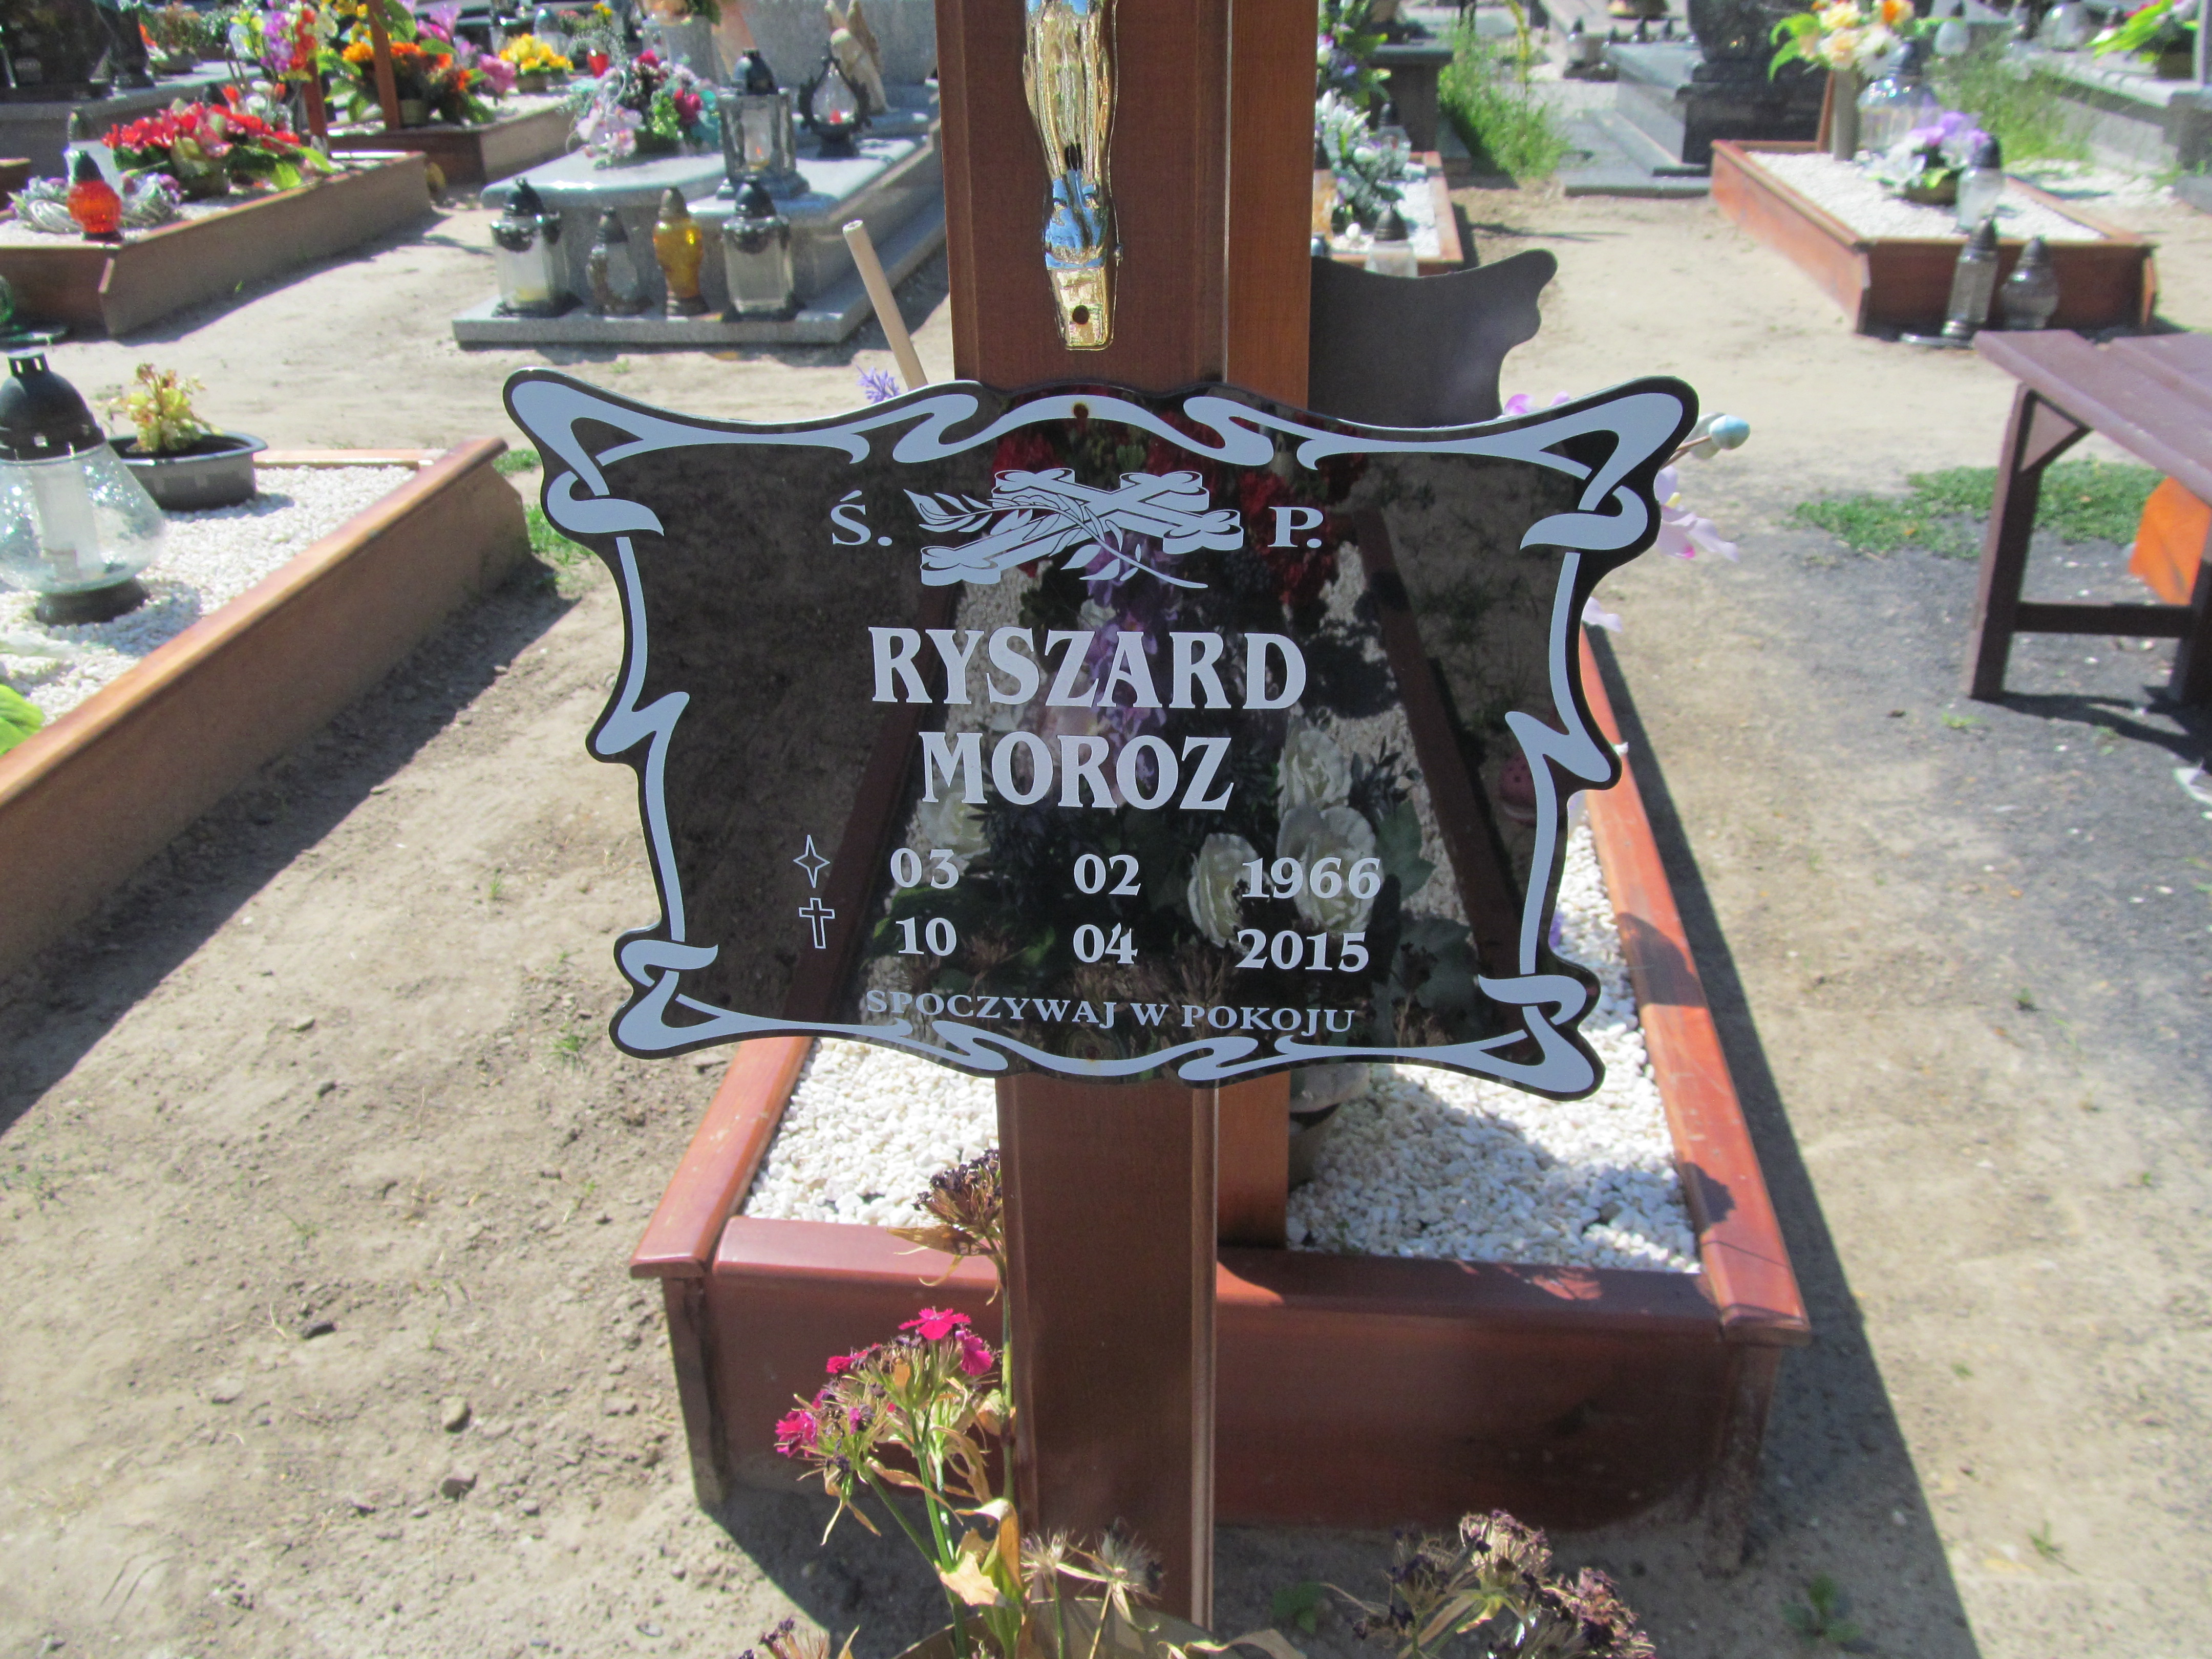 Ś. P.
RYSZARD
MOROZ
03 02 1966
10 04 2015
SPOCZYWAJ W POKOJU